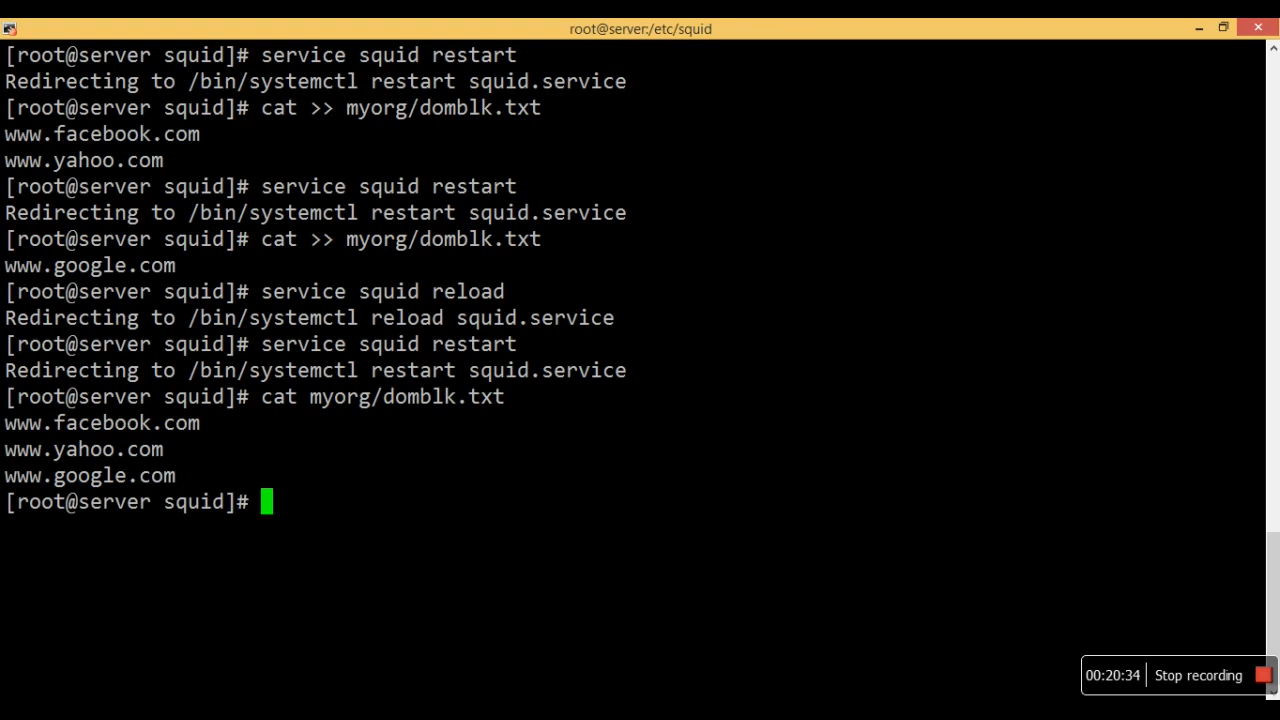 root@server:/etc/squid
[root@server squid]# service squid restart
Redirecting to /bin/systemctl restart squid.service
[root@server squid]# cat >> myorg/domblk.txt
www.facebook.com
www.yahoo.com
[root@server squid]# service squid restart
Redirecting to /bin/systemctl restart squid.service
[root@server squid]# cat >> myorg/domblk.txt
www.google.com
[root@server squid]# service squid reload
Redirecting to /bin/systemctl reload squid.service
[root@server squid]# service squid restart
Redirecting to /bin/systemctl restart squid.service
[root@server squid]# cat myorg/domblk.txt
www.facebook.com
www.yahoo.com
www.google.com
[root@server squid]#
00:20:34 Stop recording